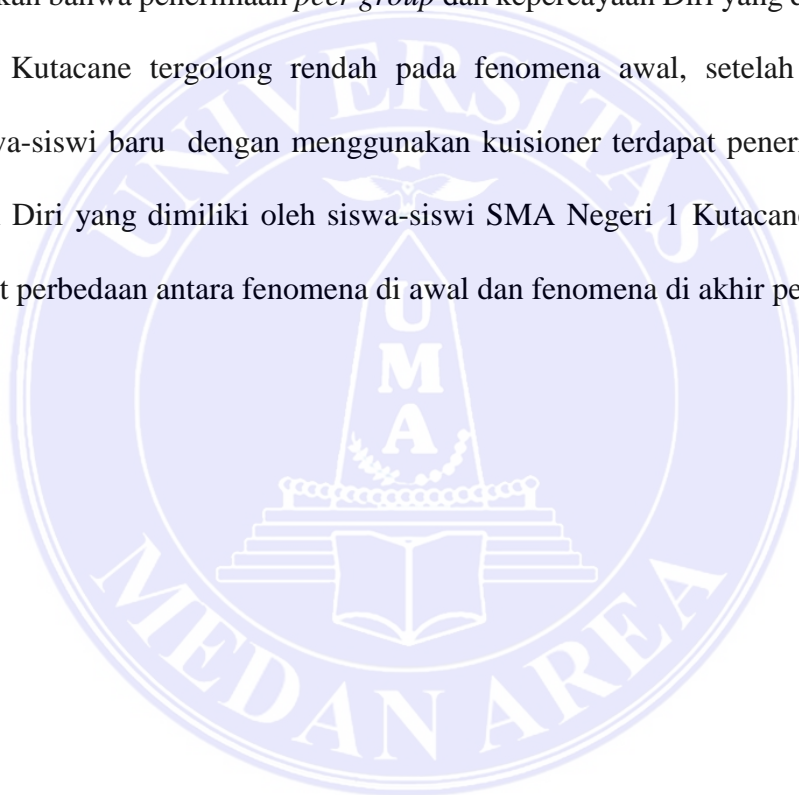 bahwa penerimaan peer group dan kepercayaan Diri yang
Kutacane tergolong rendah pada fenomena awal, setelah
baru dengan menggunakan kuisioner terdapat
Diri yang dimiliki oleh siswa-siswi SMA Negeri 1 Kutacane
perbedaan antara fenomena di awal dan fenomena di akhir
UNIVERSITAS
UMA
MEDAN AREA